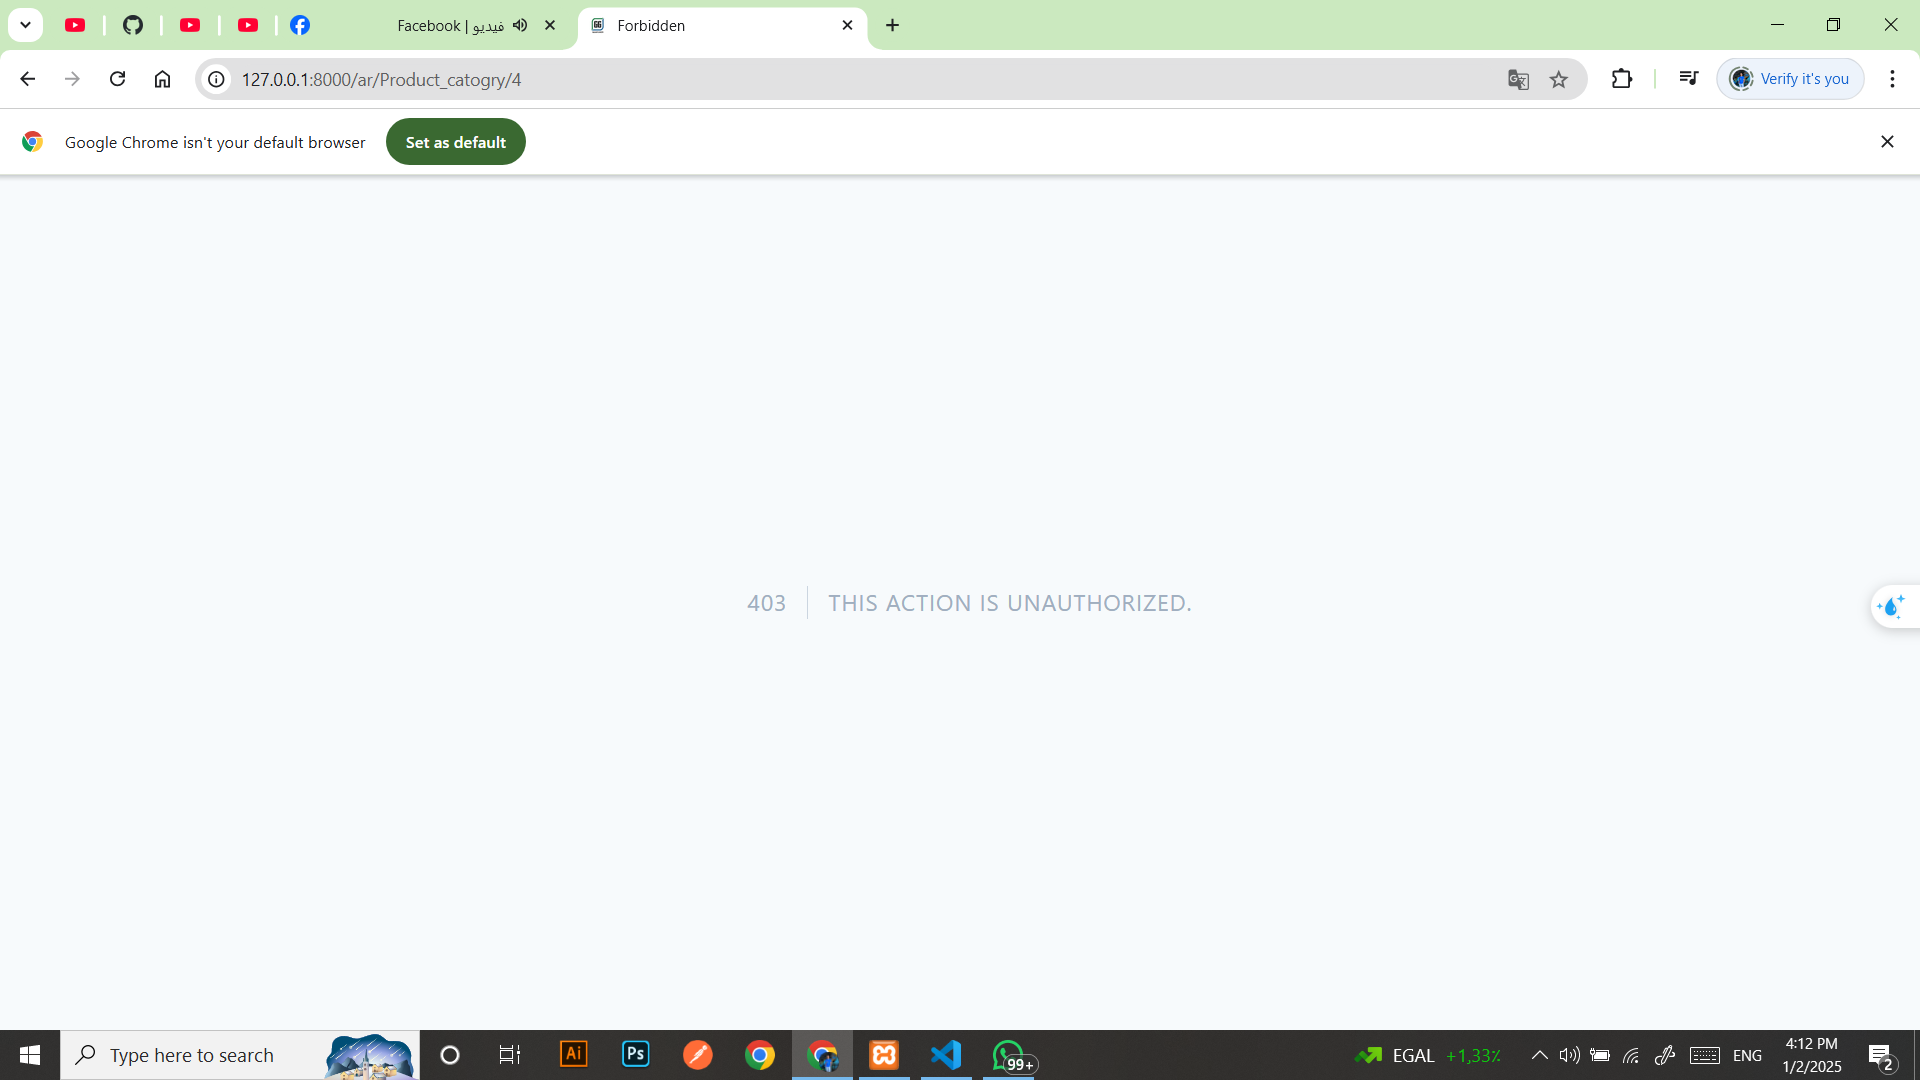 فيديو | Facebook
Forbidden
127.0.0.1:8000/ar/Product_catogry/4
Verify it's you
Google Chrome isn't your default browser
Set as default
403
THIS ACTION IS UNAUTHORIZED.
Type here to search
Ai
Ps
99+
EGAL +1,33٪
ENG
4:12 PM
1/2/2025
2